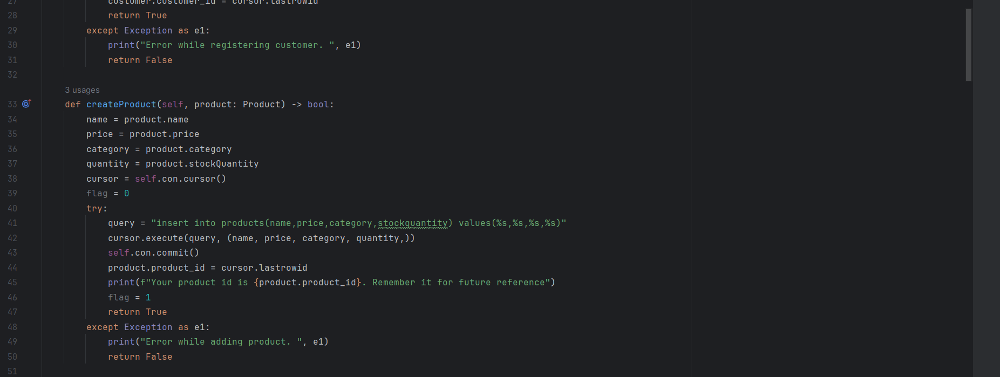 27 customer.customer_id = cursor.lastrowid
28 return True
29 except Exception as e1:
30 print("Error while registering customer. ", e1)
31 return False
32
3 usages
33 def createProduct(self, product: Product) -> bool:
34 name = product.name
35 price = product.price
36 category = product.category
37 quantity = product.stockQuantity
38 cursor = self.con.cursor()
39 flag = 0
40 try:
41 query = "insert into products(name,price,category,stockquantity) values(%s,%s,%s,%s)"
42 cursor.execute(query, (name, price, category, quantity,))
43 self.con.commit()
44 product.product_id = cursor.lastrowid
45 print(f"Your product id is {product.product_id}. Remember it for future reference")
46 flag = 1
47 return True
48 except Exception as e1:
49 print("Error while adding product. ", e1)
50 return False
51